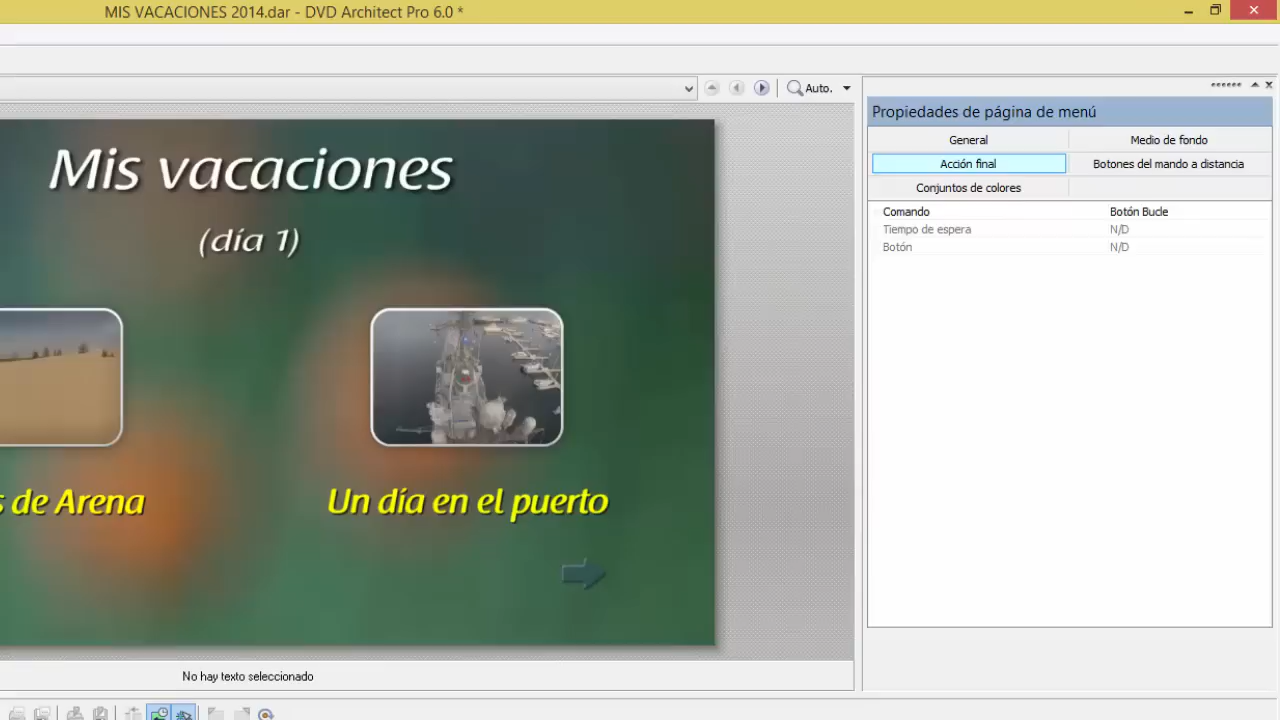 MIS VACACIONES 2014.dar - DVD Architect Pro 6.0 *
Auto.
Propiedades de página de menú
General
Medio de fondo
Acción final
Botones del mando a distancia
Conjuntos de colores
Comando Botón Bucle
Tiempo de espera N/D
Botón N/D
Mis vacaciones
(día 1)
de Arena
Un día en el puerto
No hay texto seleccionado